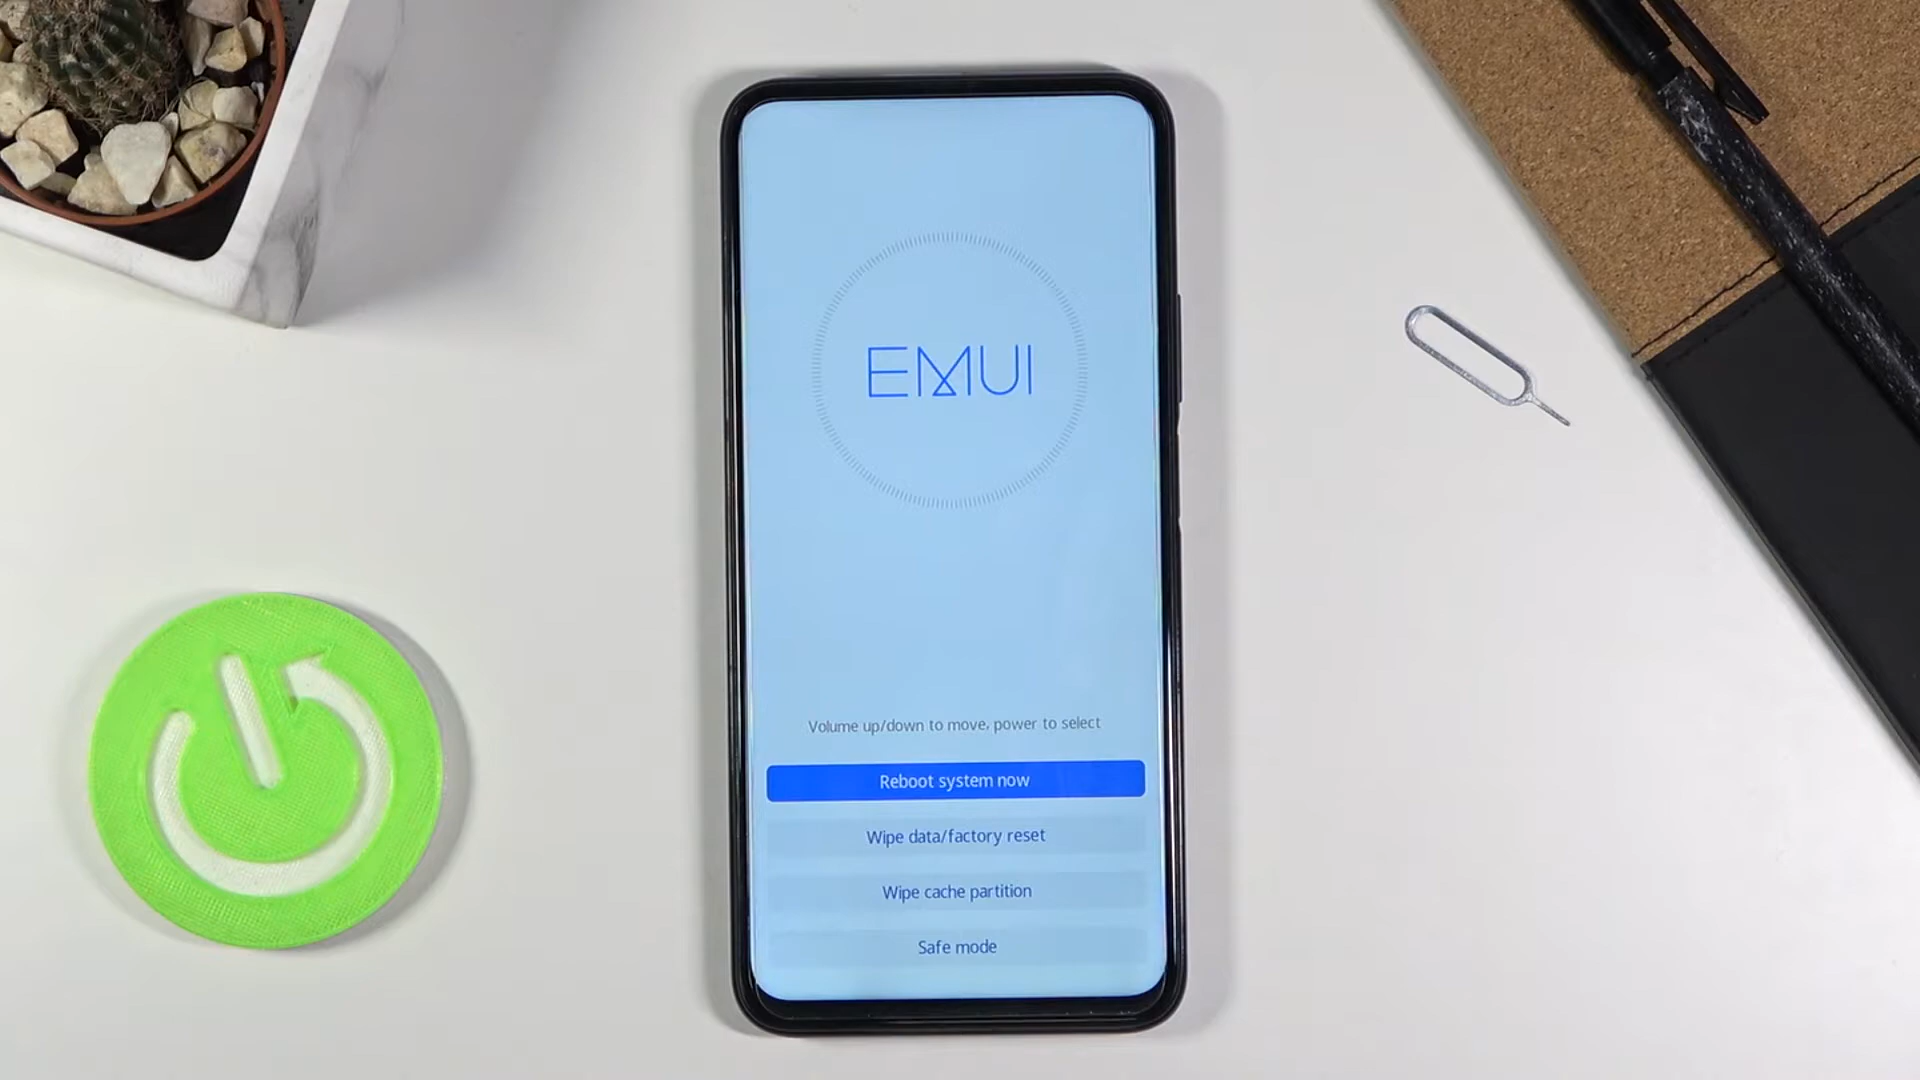 EMUI
Volume up/down to move, power to select
Reboot system now
Wipe data/factory reset
Wipe cache partition
Safe mode